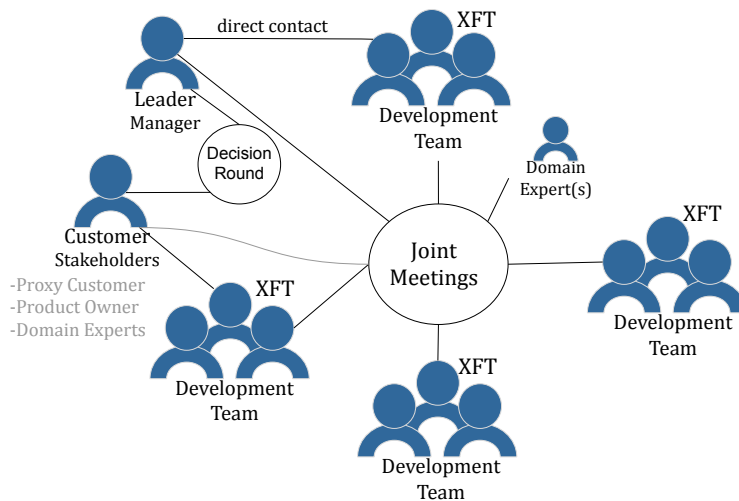 direct contact
XFT
Leader
Manager
Development
Team
Decision
Round
Domain
Expert(s)
Customer
Stakeholders
-Proxy Customer
-Product Owner
-Domain Experts
Joint
Meetings
XFT
Development
Team
XFT
Development
Team
XFT
Development
Team